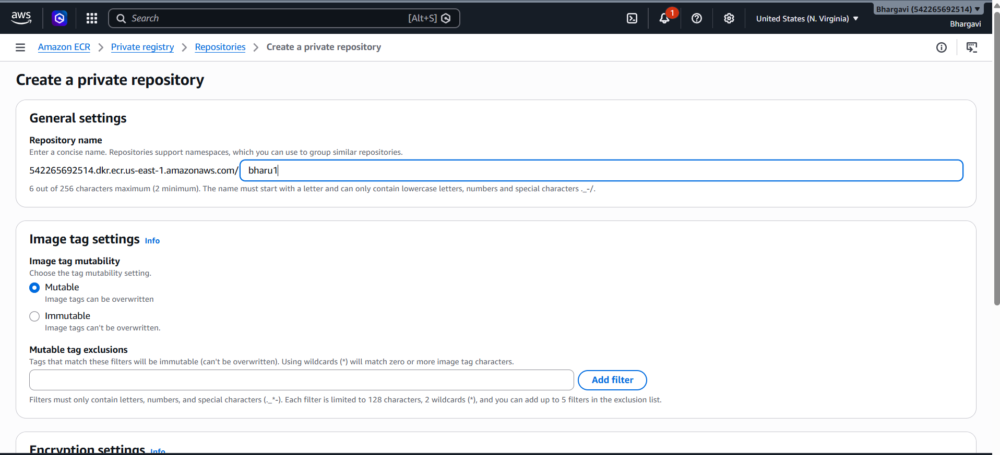 aws
Search [Alt+S]
1
United States (N. Virginia)
Bhargavi (542265692514)
Bhargavi
Amazon ECR
Private registry
Repositories
Create a private repository
Create a private repository
General settings
Repository name
Enter a concise name. Repositories support namespaces, which you can use to group similar repositories.
542265692514.dkr.ecr.us-east-1.amazonaws.com/ bharu1
6 out of 256 characters maximum (2 minimum). The name must start with a letter and can only contain lowercase letters, numbers and special characters ._-/.
Image tag settings Info
Image tag mutability
Choose the tag mutability setting.
Mutable
Image tags can be overwritten
Immutable
Image tags can't be overwritten.
Mutable tag exclusions
Tags that match these filters will be immutable (can't be overwritten). Using wildcards (*) will match zero or more image tag characters.
Add filter
Filters must only contain letters, numbers, and special characters (._*-). Each filter is limited to 128 characters, 2 wildcards (*), and you can add up to 5 filters in the exclusion list.
Encryption settings Info